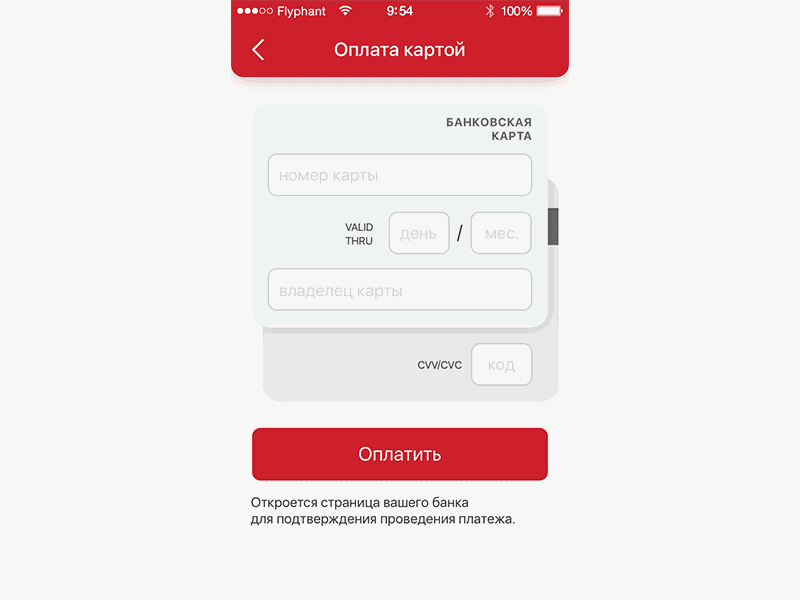 Flyphant 9:54 100%
Оплата картой
БАНКОВСКАЯ
КАРТА
номер карты
VALID
THRU
день / мес.
владелец карты
CVV/CVC код
Оплатить
Откроется страница вашего банка
для подтверждения проведения платежа.